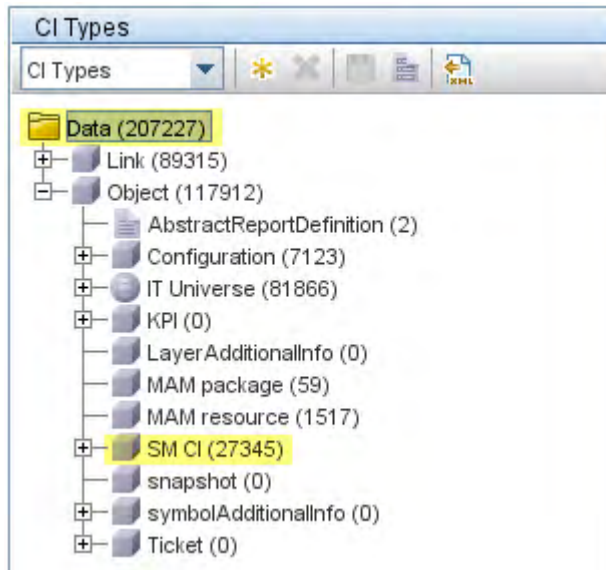 CI Types
CI Types
XML
Data (207227)
Link (89315)
Object (117912)
AbstractReportDefinition (2)
Configuration (7123)
IT Universe (81866)
KPI (0)
LayerAdditionalInfo (0)
MAM package (59)
MAM resource (1517)
SM CI (27345)
snapshot (0)
symbolAdditionalInfo (0)
Ticket (0)